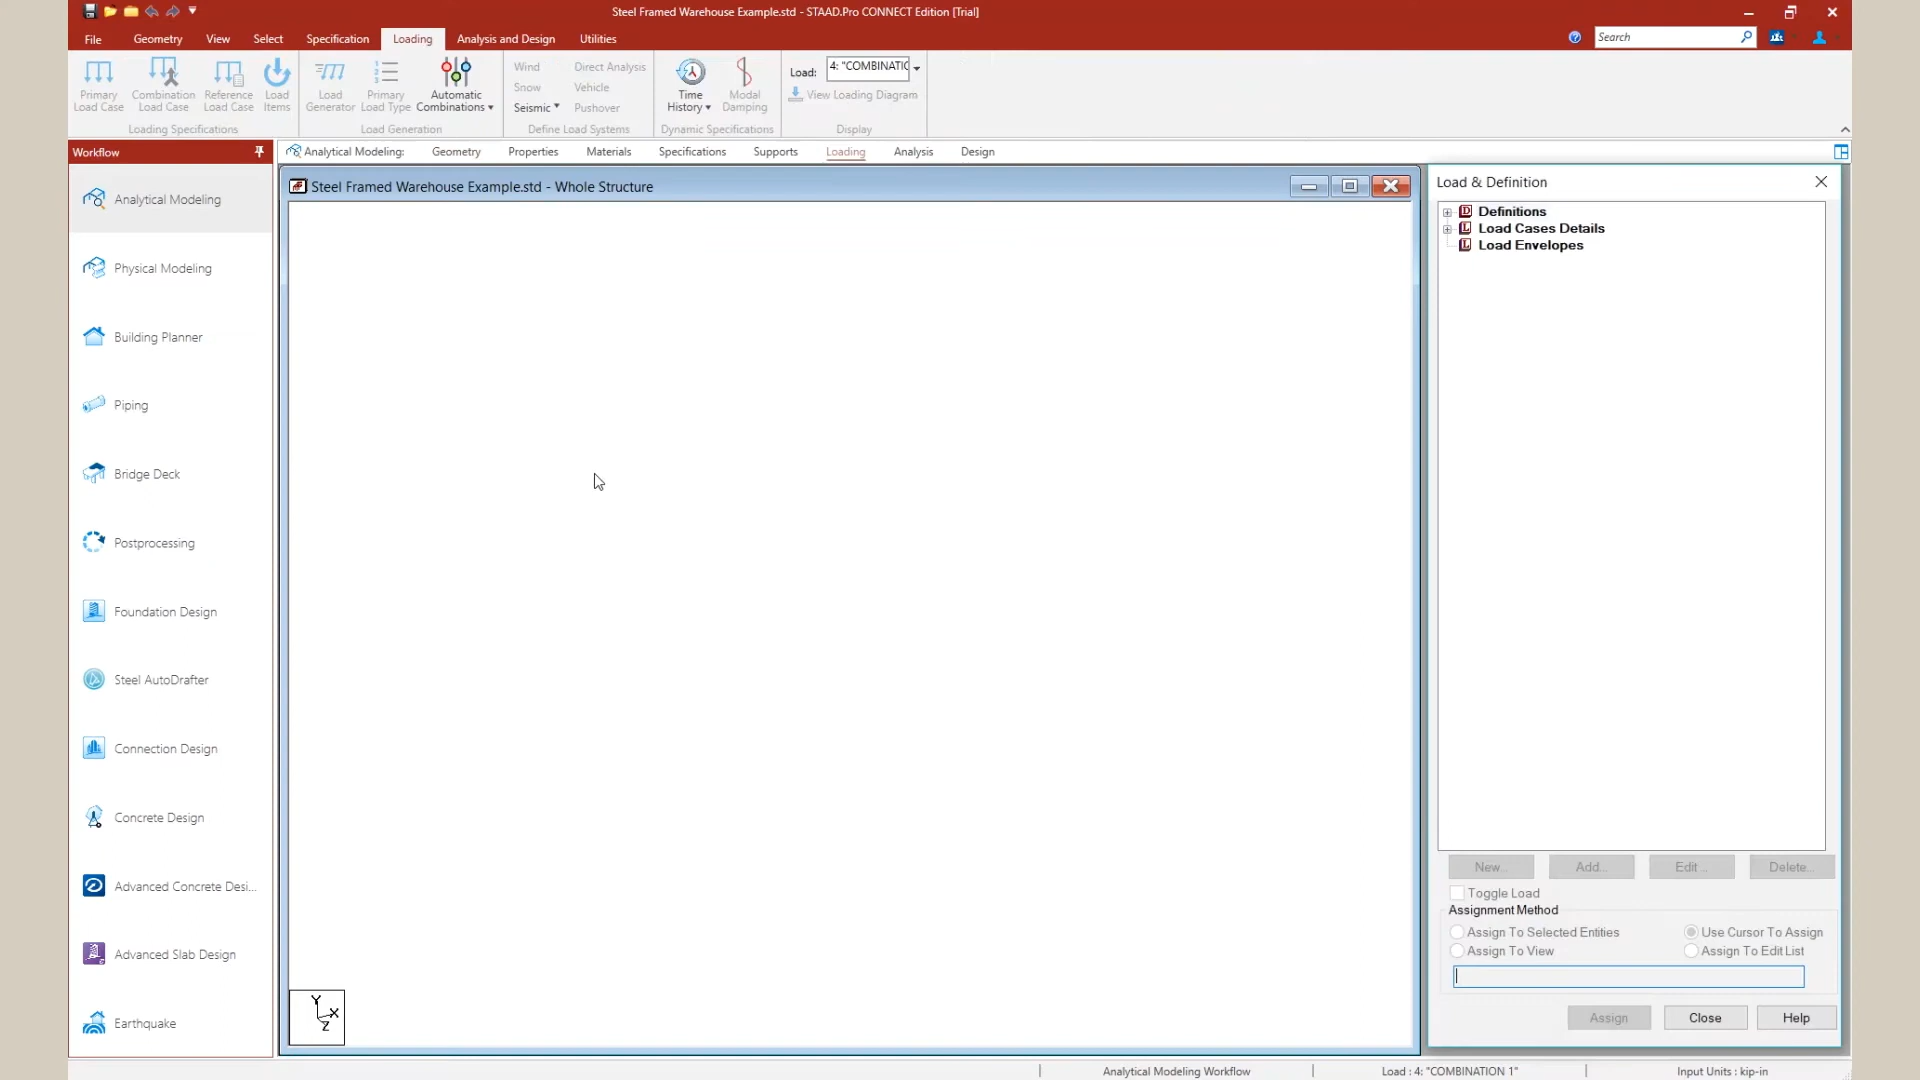 Steel Framed Warehouse Example.std - STAAD.Pro CONNECT Edition [Trial]
File
Geometry
View
Select
Specification
Loading
Analysis and Design
Utilities
Search
Primary Load Case
Combination Load Case
Reference Load Case
Load Items
Loading Specifications
Load Generator
Primary Load Type
Automatic Combinations
Load Generation
Wind
Snow
Seismic
Direct Analysis
Vehicle
Pushover
Define Load Systems
Time History
Modal Damping
Dynamic Specifications
Load:
4: "COMBINATIC
View Loading Diagram
Display
Workflow
Analytical Modeling:
Geometry
Properties
Materials
Specifications
Supports
Loading
Analysis
Design
Analytical Modeling
Physical Modeling
Building Planner
Piping
Bridge Deck
Postprocessing
Foundation Design
Steel AutoDrafter
Connection Design
Concrete Design
Advanced Concrete Desi...
Advanced Slab Design
Earthquake
Steel Framed Warehouse Example.std - Whole Structure
Y
X
Z
Load & Definition
D Definitions
L Load Cases Details
L Load Envelopes
New...
Add...
Edit...
Delete...
Toggle Load
Assignment Method
Assign To Selected Entities
Use Cursor To Assign
Assign To View
Assign To Edit List
Assign
Close
Help
Analytical Modeling Workflow
Load : 4: "COMBINATION 1"
Input Units : kip-in